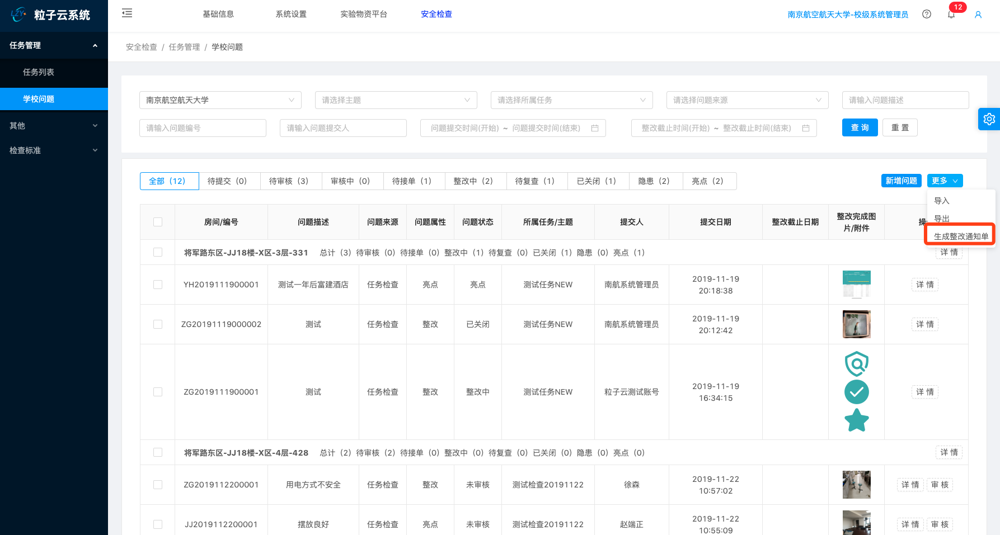 LZY 粒子云系统
基础信息 系统设置 实验物资平台 安全检查
南京航空航天大学-校级系统管理员 12
任务管理
任务列表
学校问题
其他
检查标准
安全检查 / 任务管理 / 学校问题
南京航空航天大学 请选择主题 请选择所属任务 请选择问题来源 请输入问题描述
请输入问题编号 请输入问题提交人 问题提交时间(开始) ~ 问题提交时间(结束) 整改截止时间(开始) ~ 整改截止时间(结束) 查 询 重 置
全部（12） 待提交（0） 待审核（3） 审核中（0） 待接单（1） 整改中（2） 待复查（1） 已关闭（1） 隐患（2） 亮点（2） 新增问题 更多
导入
导出
生成整改通知单
房间/编号 问题描述 问题来源 问题属性 问题状态 所属任务/主题 提交人 提交日期 整改截止日期 整改完成图
片/附件
将军路东区-JJ18楼-X区-3层-331 总计（3）待审核（0）待接单（0）整改中（1）待复查（0）已关闭（1）隐患（0）亮点（1） 详 情
YH2019111900001 测试一年后富建酒店 任务检查 亮点 亮点 测试任务NEW 南航系统管理员 2019-11-19
20:18:38 详 情
ZG20191119000002 测试 任务检查 整改 已关闭 测试任务NEW 南航系统管理员 2019-11-19
20:12:42 详 情
ZG2019111900001 测试 任务检查 整改 整改中 测试任务NEW 粒子云测试账号 2019-11-19
16:34:15 详 情
将军路东区-JJ18楼-X区-4层-428 总计（2）待审核（2）待接单（0）整改中（0）待复查（0）已关闭（0）隐患（0）亮点（0） 详 情
ZG2019112200001 用电方式不安全 任务检查 整改 未审核 测试检查20191122 徐森 2019-11-22
10:57:02 详 情 审 核
JJ2019112200001 摆放良好 任务检查 亮点 未审核 测试检查20191122 赵端正 2019-11-22
10:55:09 详 情 审 核